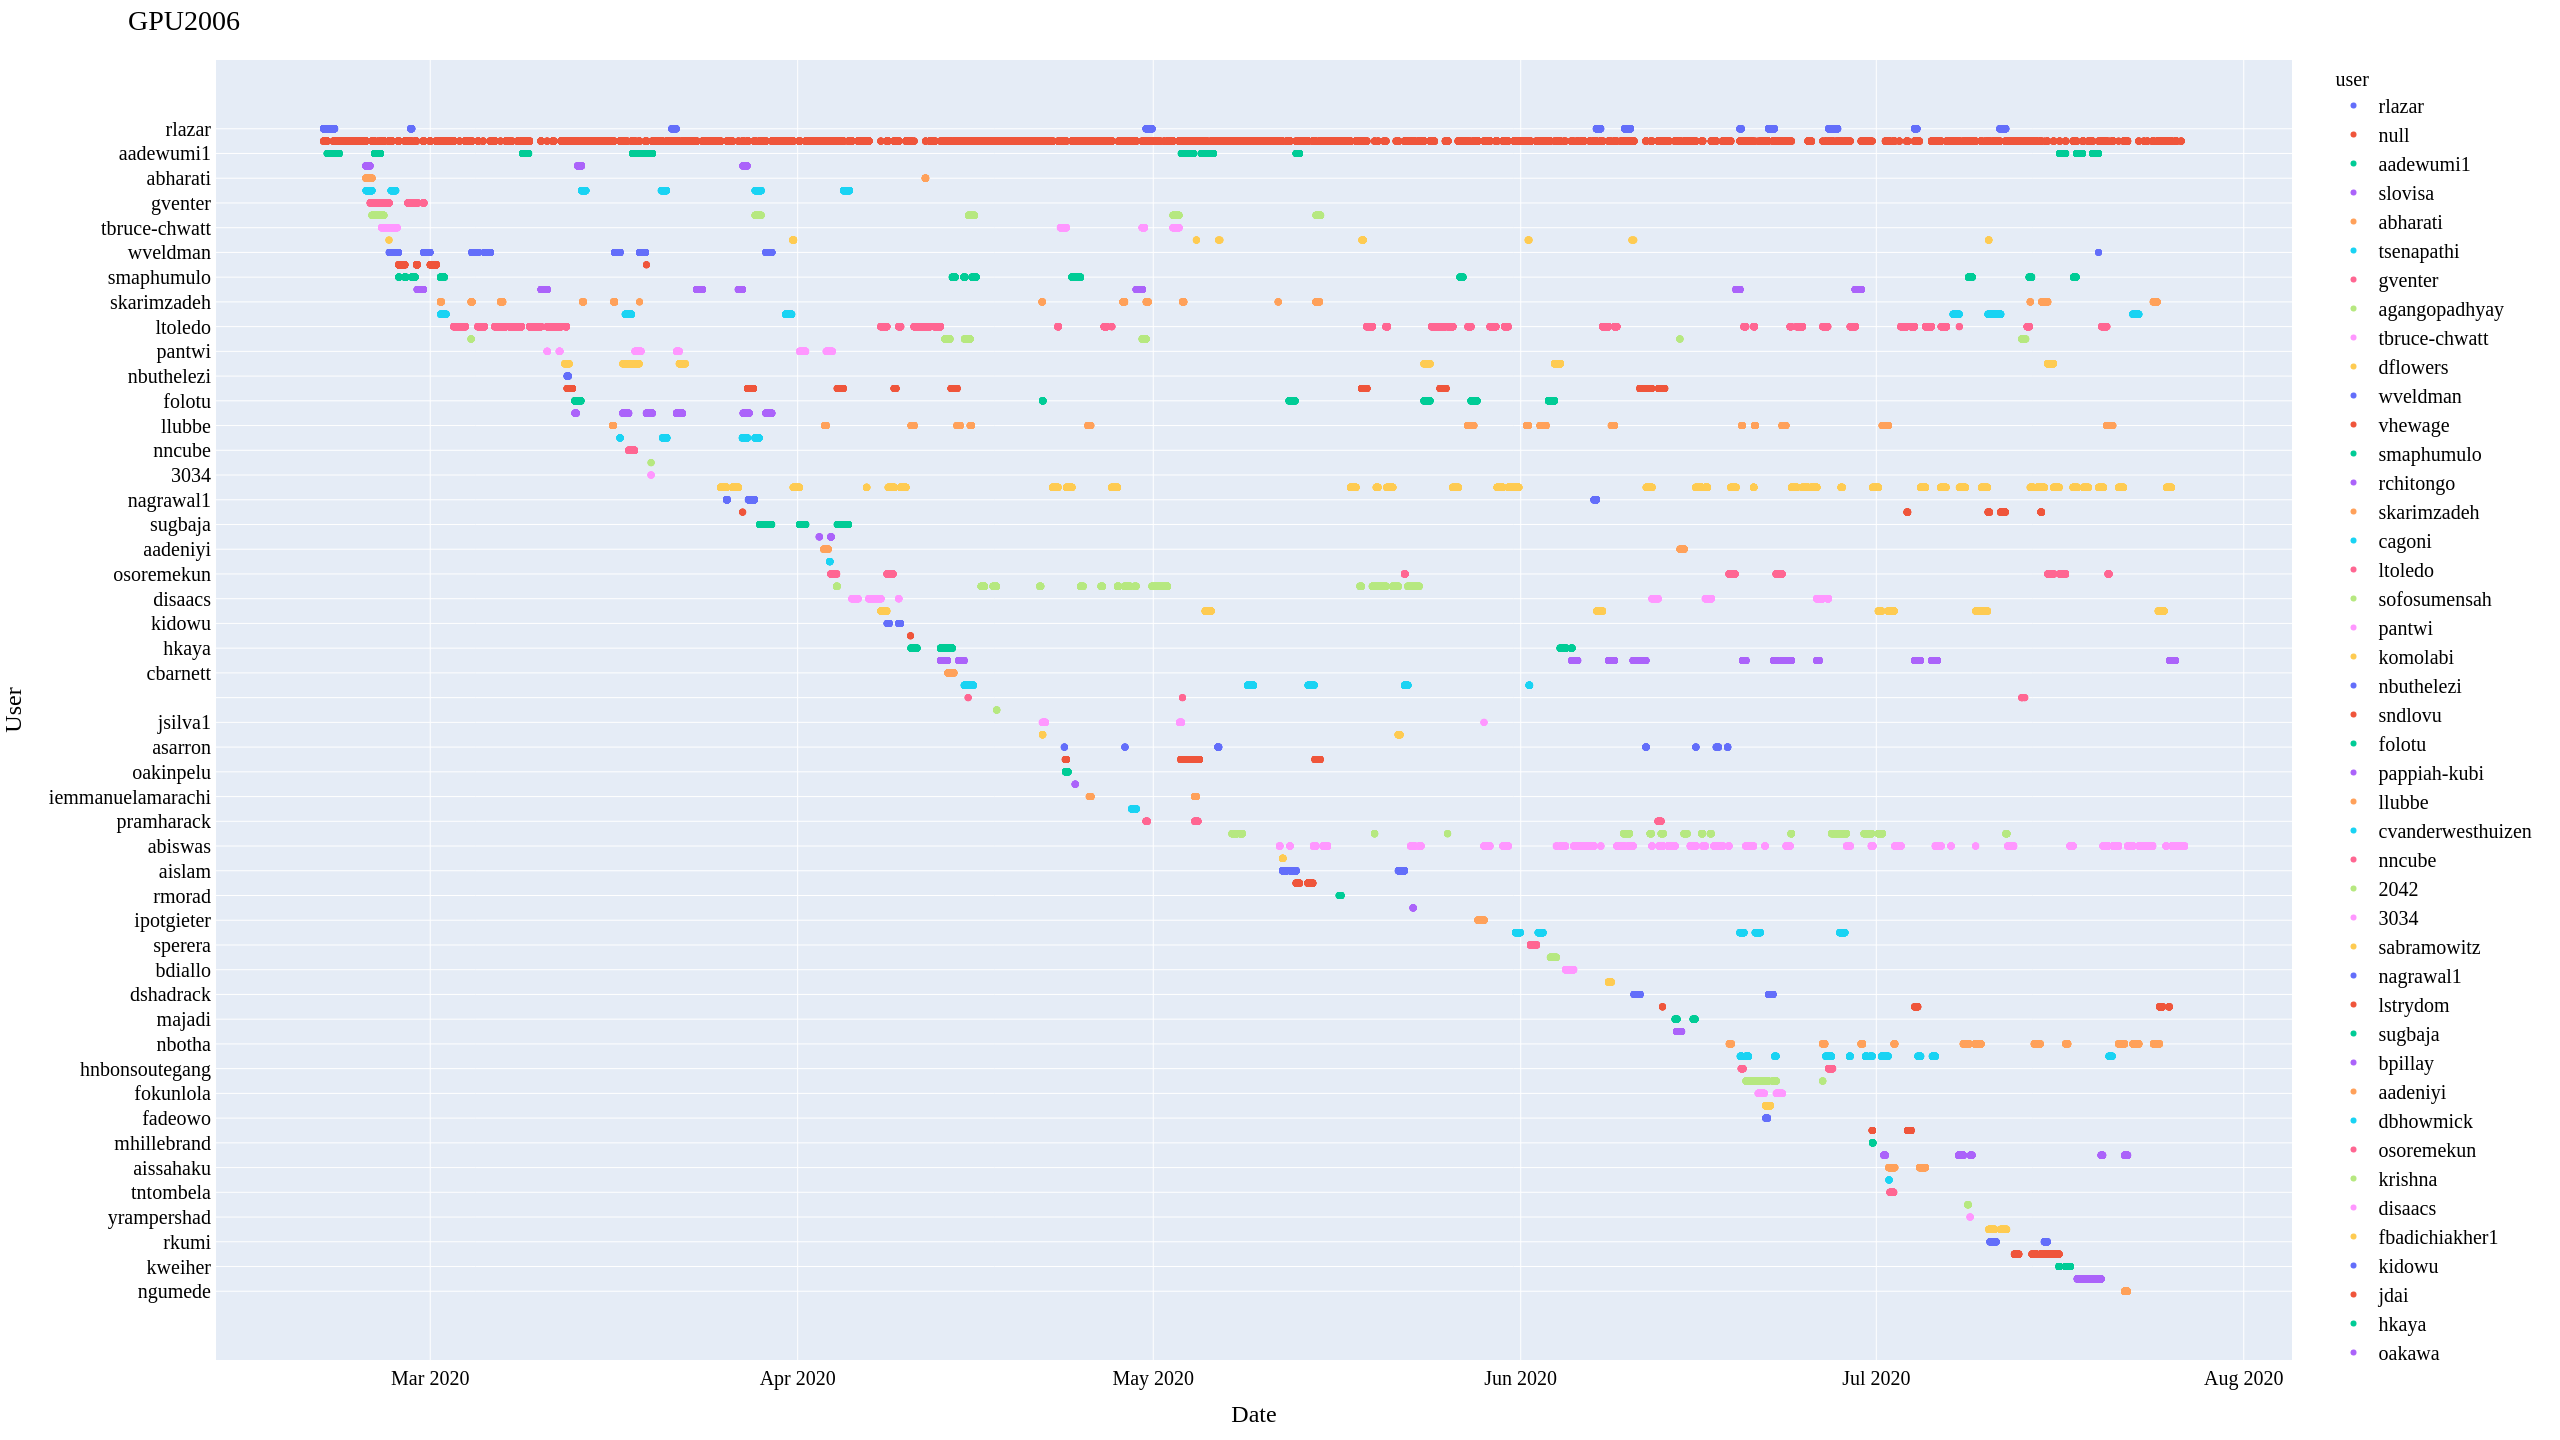 GPU2006
User
rlazar
aadewumi1
abharati
gventer
tbruce-chwatt
wveldman
smaphumulo
skarimzadeh
ltoledo
pantwi
nbuthelezi
folotu
llubbe
nncube
3034
nagrawal1
sugbaja
aadeniyi
osoremekun
disaacs
kidowu
hkaya
cbarnett
jsilva1
asarron
oakinpelu
iemmanuelamarachi
pramharack
abiswas
aislam
rmorad
ipotgieter
sperera
bdiallo
dshadrack
majadi
nbotha
hnbonsoutegang
fokunlola
fadeowo
mhillebrand
aissahaku
tntombela
yrampershad
rkumi
kweiher
ngumede
Mar 2020 Apr 2020 May 2020 Jun 2020 Jul 2020 Aug 2020
Date
user
rlazar
null
aadewumi1
slovisa
abharati
tsenapathi
gventer
agangopadhyay
tbruce-chwatt
dflowers
wveldman
vhewage
smaphumulo
rchitongo
skarimzadeh
cagoni
ltoledo
sofosumensah
pantwi
komolabi
nbuthelezi
sndlovu
folotu
pappiah-kubi
llubbe
cvanderwesthuizen
nncube
2042
3034
sabramowitz
nagrawal1
lstrydom
sugbaja
bpillay
aadeniyi
dbhowmick
osoremekun
krishna
disaacs
fbadichiakher1
kidowu
jdai
hkaya
oakawa